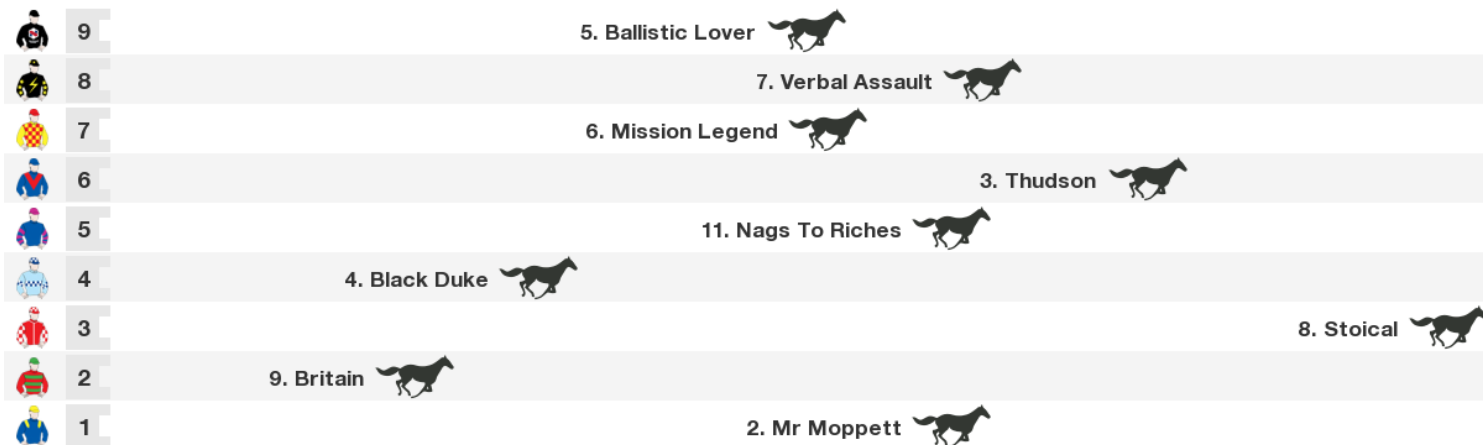 9 5. Ballistic Lover
8 7. Verbal Assault
7 6. Mission Legend
6 3. Thudson
5 11. Nags To Riches
4 4. Black Duke
3 8. Stoical
2 9. Britain
1 2. Mr Moppett